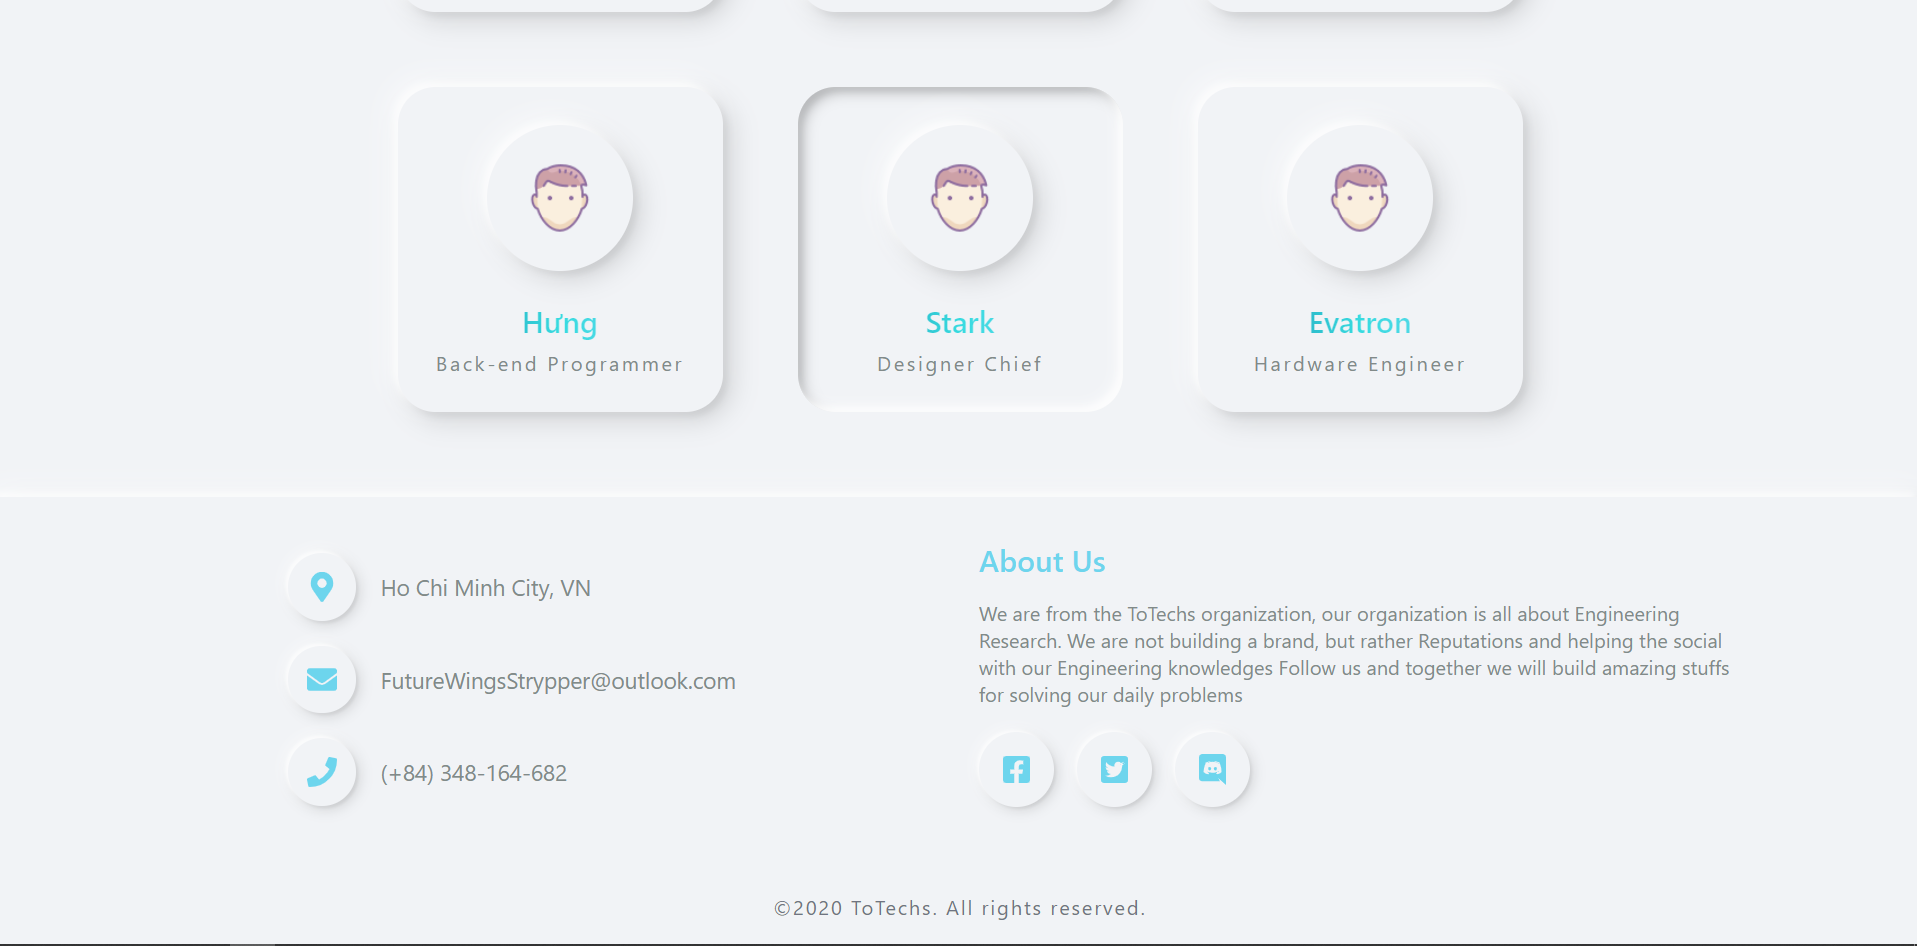 Hưng
Back-end Programmer
Stark
Designer Chief
Evatron
Hardware Engineer
Ho Chi Minh City, VN
FutureWingsStrypper@outlook.com
(+84) 348-164-682
About Us
We are from the ToTechs organization, our organization is all about Engineering
Research. We are not building a brand, but rather Reputations and helping the social
with our Engineering knowledges Follow us and together we will build amazing stuffs
for solving our daily problems
©2020 ToTechs. All rights reserved.